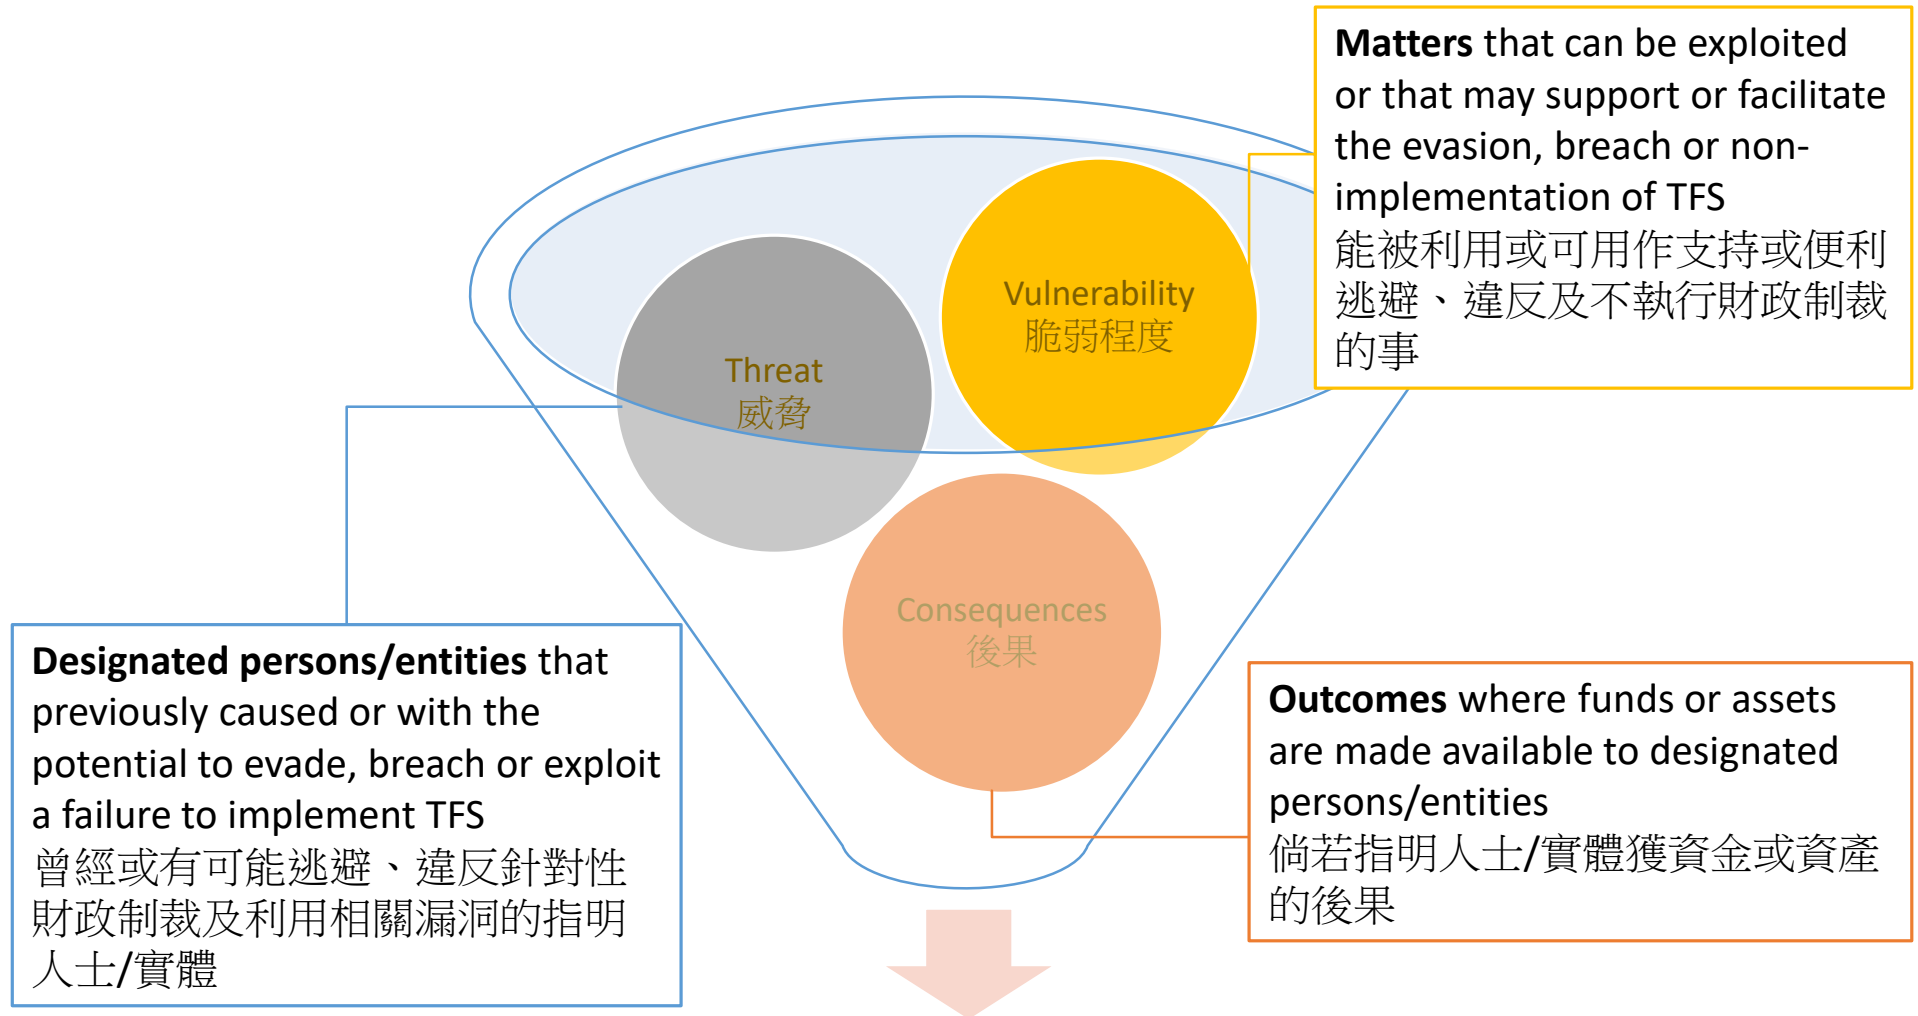 Matters that can be exploited
or that may support or facilitate
the evasion, breach or non-
implementation of TFS
能被利用或可用作支持或便利
逃避、違反及不執行財政制裁
的事
Vulnerability
脆弱程度
Threat
威脅
Consequences
後果
Designated persons/entities that
previously caused or with the
potential to evade, breach or exploit
a failure to implement TFS
曾經或有可能逃避、違反針對性
財政制裁及利用相關漏洞的指明
人士/實體
Outcomes where funds or assets
are made available to designated
persons/entities
倘若指明人士/實體獲資金或資產
的後果